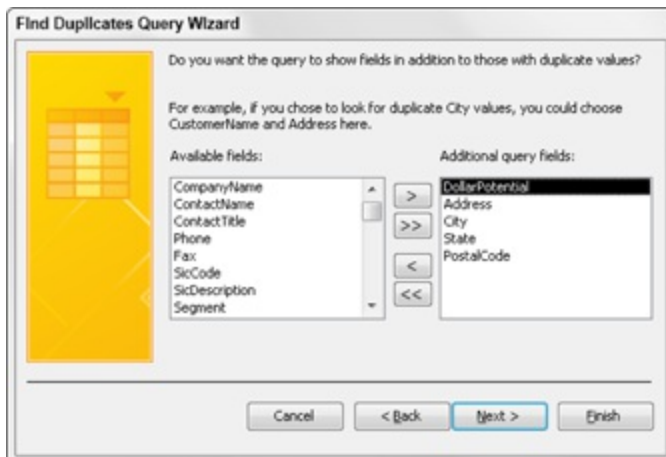 Find Duplicates Query Wizard
Do you want the query to show fields in addition to those with duplicate values?
For example, if you chose to look for duplicate City values, you could choose
CustomerName and Address here.
Available fields:
Additional query fields:
CompanyName
ContactName
ContactTitle
Phone
Fax
SicCode
SicDescription
Segment
>
>>
<
<<
DollarPotential
Address
City
State
PostalCode
Cancel
< Back
Next >
Finish